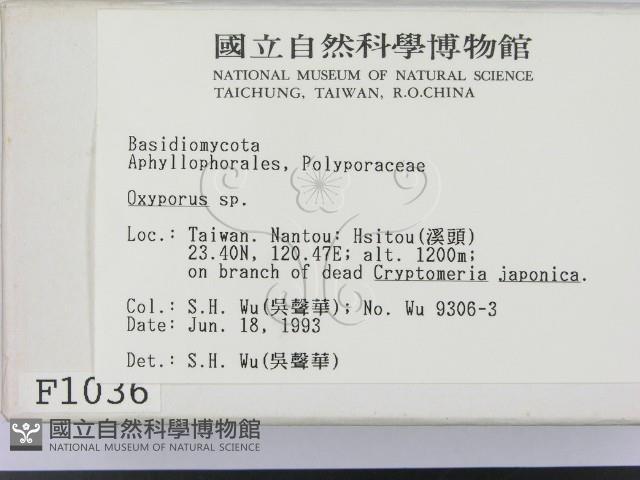 國立自然科學博物館
NATIONAL MUSEUM OF NATURAL SCIENCE
TAICHUNG, TAIWAN, R.O.CHINA
Basidiomycota
Aphyllophorales, Polyporaceae
Oxyporus sp.
Loc.: Taiwan. Nantou: Hsitou(溪頭)
23.40N, 120.47E; alt. 1200m;
on branch of dead Cryptomeria japonica.
Col.: S.H. Wu(吳聲華); No. Wu 9306-3
Date: Jun. 18, 1993
Det.: S.H. Wu(吳聲華)
F1036
國立自然科學博物館
NATIONAL MUSEUM OF NATURAL SCIENCE